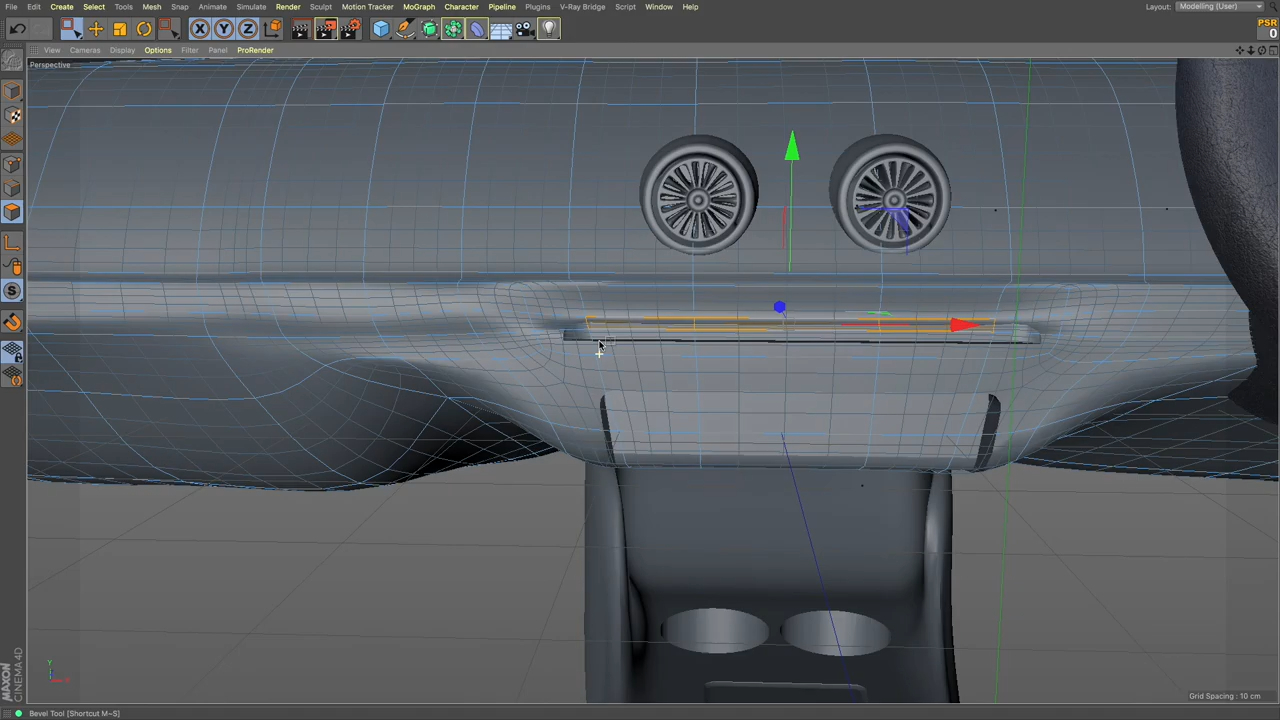 File Edit Create Select Tools Mesh Snap Animate Simulate Render Sculpt Motion Tracker MoGraph Character Pipeline Plugins V-Ray Bridge Script Window Help Layout: Modelling (User)
X Y Z PSR
0
View Cameras Display Options Filter Panel ProRender
Perspective
S
Y
Grid Spacing : 10 cm
MAXON
CINEMA 4D
Bevel Tool [Shortcut M~S]